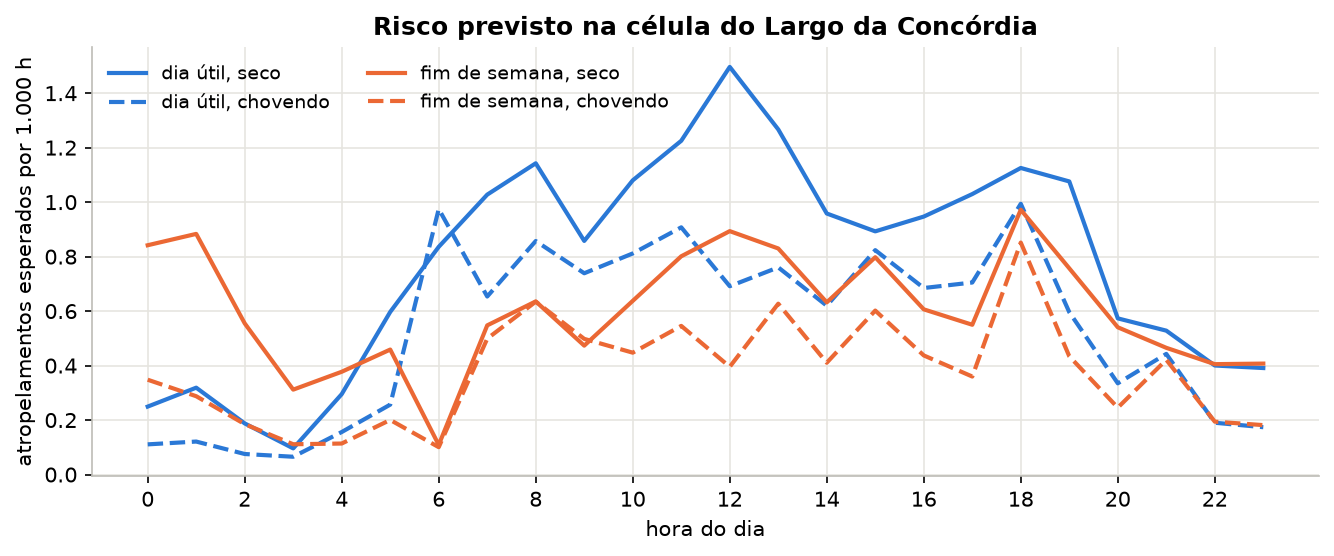 Risco previsto na célula do Largo da Concórdia
dia útil, seco
dia útil, chovendo
fim de semana, seco
fim de semana, chovendo
atropelamentos esperados por 1.000 h
1.4
1.2
1.0
0.8
0.6
0.4
0.2
0.0
0 2 4 6 8 10 12 14 16 18 20 22
hora do dia